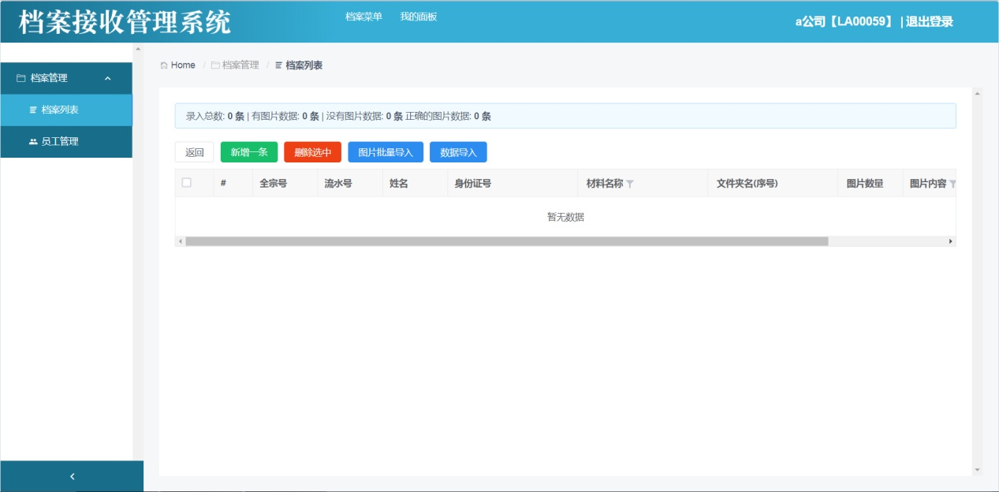 档案接收管理系统 档案菜单 我的面板 a公司【LA00059】 | 退出登录
Home / 档案管理 / 档案列表
档案管理
档案列表
员工管理
录入总数: 0 条 | 有图片数据: 0 条 | 没有图片数据: 0 条 正确的图片数据: 0 条
返回 新增一条 删除选中 图片批量导入 数据导入
# 全宗号 流水号 姓名 身份证号 材料名称 文件夹名(序号) 图片数量 图片内容
暂无数据